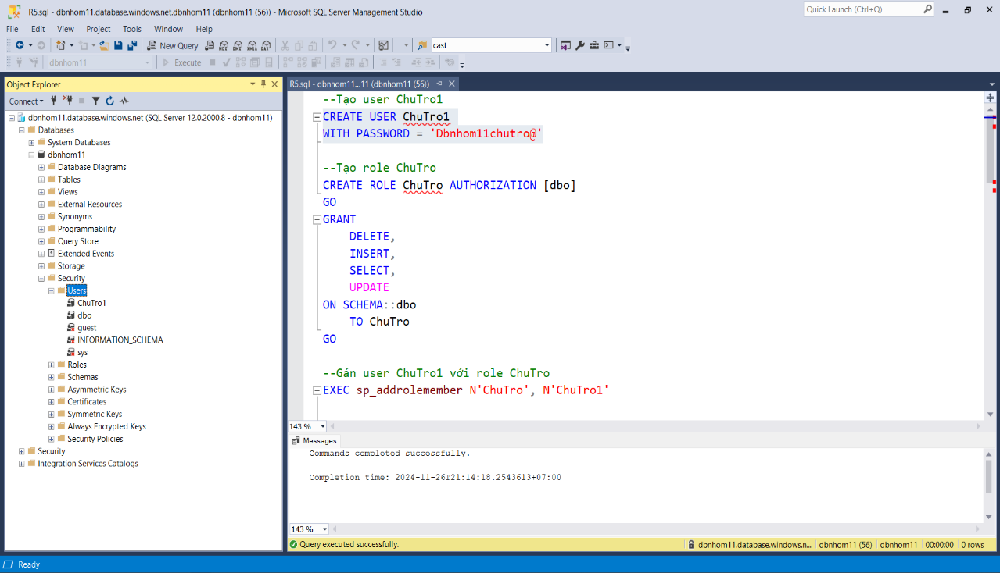 R5.sql - dbnhom11.database.windows.net.dbnhom11 (dbnhom11 (56)) - Microsoft SQL Server Management Studio
Quick Launch (Ctrl+Q)
File Edit View Project Tools Window Help
New Query
MDX DMX XMLA DAX
cast
dbnhom11
Execute
Object Explorer
Connect
dbnhom11.database.windows.net (SQL Server 12.0.2000.8 - dbnhom11)
Databases
System Databases
dbnhom11
Database Diagrams
Tables
Views
External Resources
Synonyms
Programmability
Query Store
Extended Events
Storage
Security
Users
ChuTro1
dbo
guest
INFORMATION_SCHEMA
sys
Roles
Schemas
Asymmetric Keys
Certificates
Symmetric Keys
Always Encrypted Keys
Security Policies
Security
Integration Services Catalogs
R5.sql - dbnhom11...11 (dbnhom11 (56))
--Tạo user ChuTro1
CREATE USER ChuTro1
WITH PASSWORD = 'Dbnhom11chutro@'
--Tạo role ChuTro
CREATE ROLE ChuTro AUTHORIZATION [dbo]
GO
GRANT
DELETE,
INSERT,
SELECT,
UPDATE
ON SCHEMA::dbo
TO ChuTro
GO
--Gán user ChuTro1 với role ChuTro
EXEC sp_addrolemember N'ChuTro', N'ChuTro1'
143 %
Messages
Commands completed successfully.
Completion time: 2024-11-26T21:14:18.2543613+07:00
143 %
Query executed successfully.
dbnhom11.database.windows.n... dbnhom11 (56) dbnhom11 00:00:00 0 rows
Ready